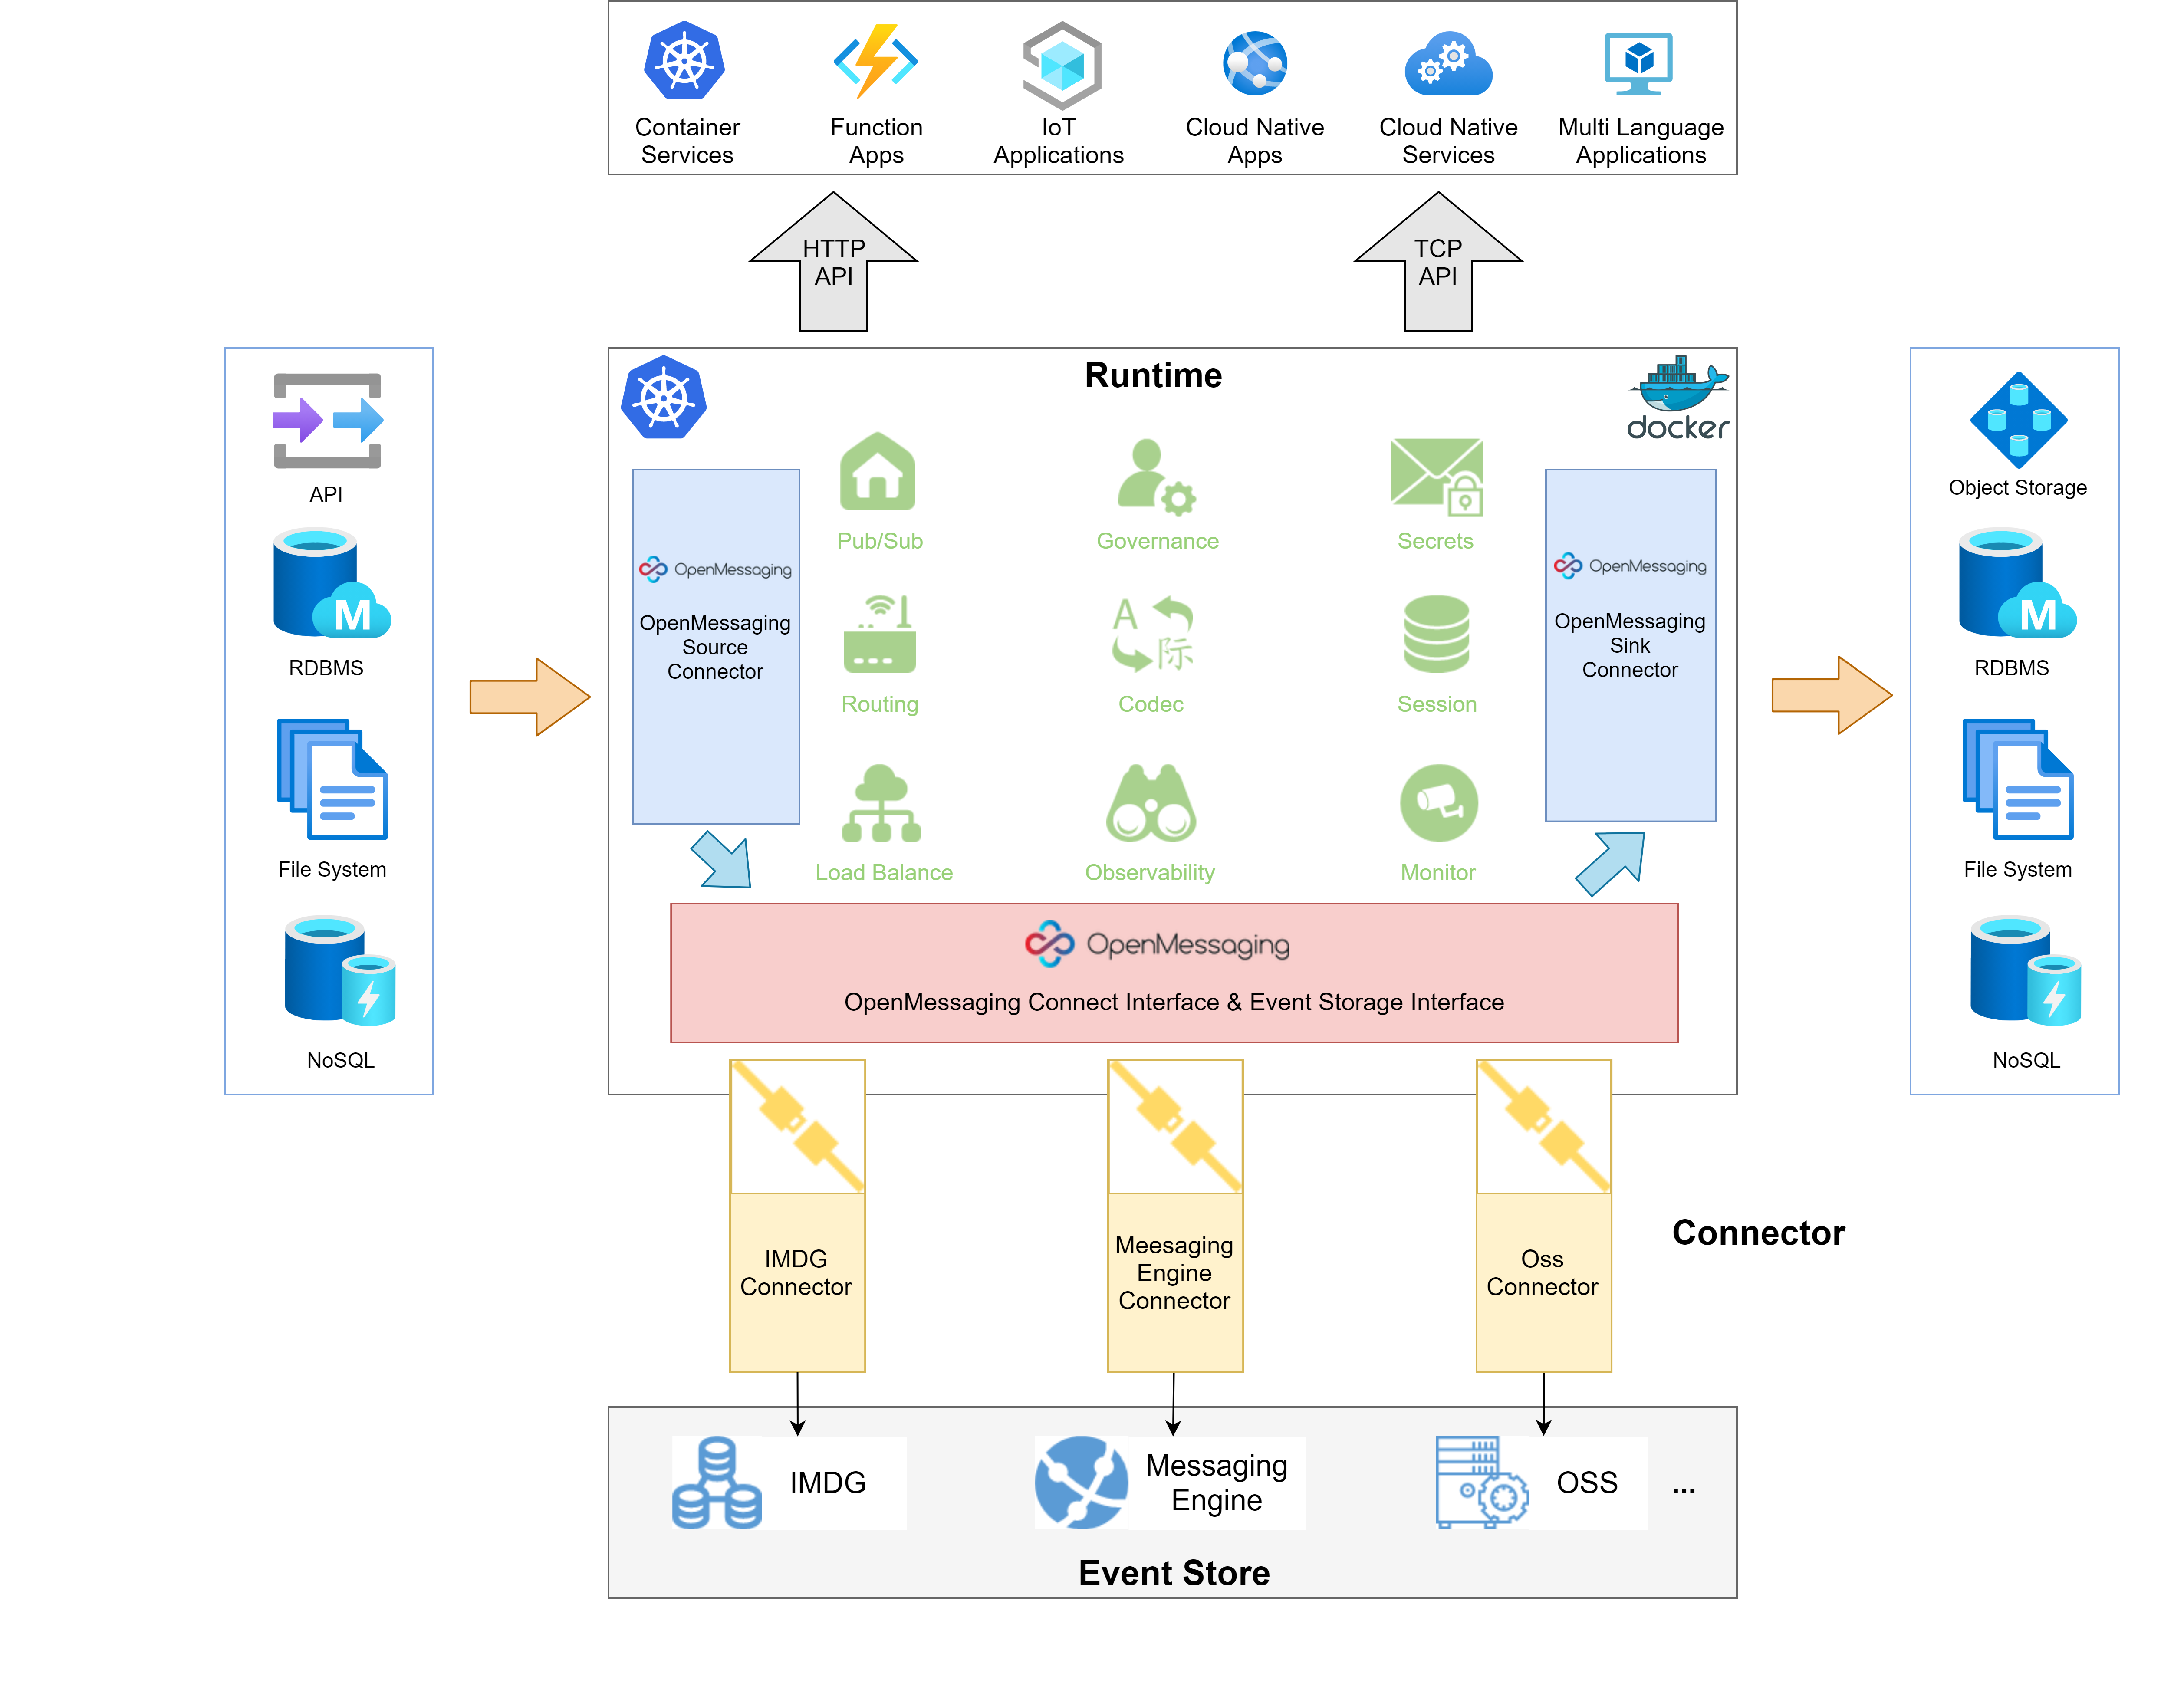 Container
Services
Function
Apps
IoT
Applications
Cloud Native
Apps
Cloud Native
Services
Multi Language
Applications
HTTP
API
TCP
API
API
RDBMS
M
File System
NoSQL
Runtime
docker
OpenMessaging
OpenMessaging
Source
Connector
Pub/Sub
Governance
Secrets
Routing
A
际
Codec
Session
Load Balance
Observability
Monitor
OpenMessaging
OpenMessaging
Sink
Connector
OpenMessaging
OpenMessaging Connect Interface & Event Storage Interface
Object Storage
M
RDBMS
File System
NoSQL
IMDG
Connector
Meesaging
Engine
Connector
Oss
Connector
Connector
IMDG
Messaging
Engine
OSS
...
Event Store